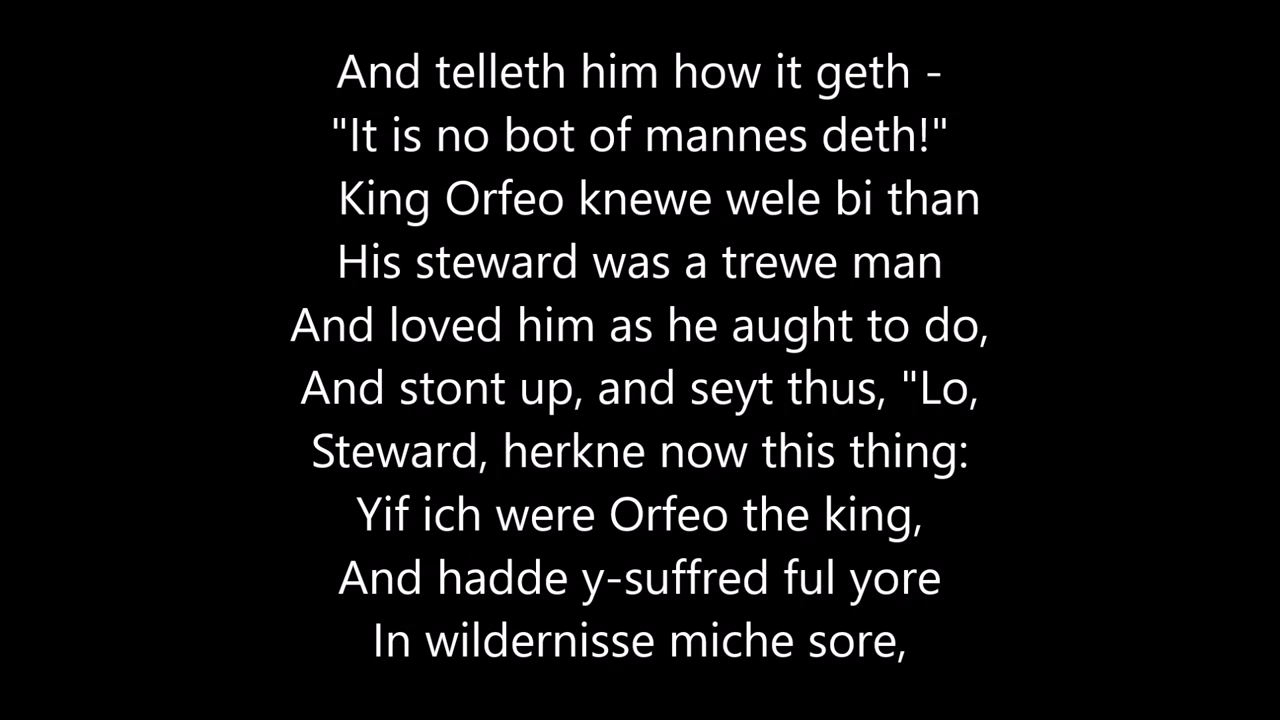 And telleth him how it geth -
"It is no bot of mannes deth!"
King Orfeo knewe wele bi than
His steward was a trewe man
And loved him as he aught to do,
And stont up, and seyt thus, "Lo,
Steward, herkne now this thing:
Yif ich were Orfeo the king,
And hadde y-suffred ful yore
In wildernisse miche sore,